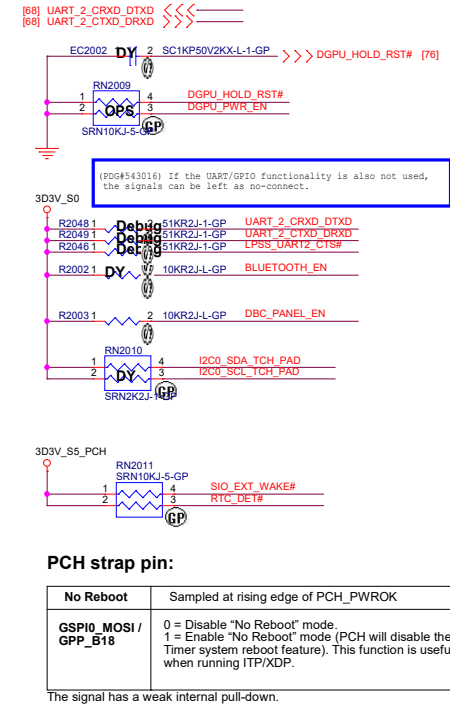 [68] UART_2_CRXD_DTXD
[68] UART_2_CTXD_DRXD
EC2002 DY 2 SC1KP50V2KX-L-1-GP DGPU_HOLD_RST# [76]
RN2009
1 4 DGPU_HOLD_RST#
2 OPS 3 DGPU_PWR_EN
SRN10KJ-5-GP GP
(PDG#543016) If the UART/GPIO functionality is also not used,
the signals can be left as no-connect.
3D3V_S0
R2048 1 Debug 2 51KR2J-1-GP UART_2_CRXD_DTXD
R2049 1 Debug 51KR2J-1-GP UART_2_CTXD_DRXD
R2046 1 Debug 51KR2J-1-GP LPSS_UART2_CTS#
R2002 1 DY 10KR2J-L-GP BLUETOOTH_EN
R2003 1 2 10KR2J-L-GP DBC_PANEL_EN
RN2010
1 4 I2C0_SDA_TCH_PAD
2 DY 3 I2C0_SCL_TCH_PAD
SRN2K2J-1-GP GP
3D3V_S5_PCH
RN2011
SRN10KJ-5-GP
1 4 SIO_EXT_WAKE#
2 3 RTC_DET#
GP
PCH strap pin:
No Reboot Sampled at rising edge of PCH_PWROK
GSPI0_MOSI / 0 = Disable “No Reboot” mode.
GPP_B18 1 = Enable “No Reboot” mode (PCH will disable the
Timer system reboot feature). This function is usefu
when running ITP/XDP.
The signal has a weak internal pull-down.